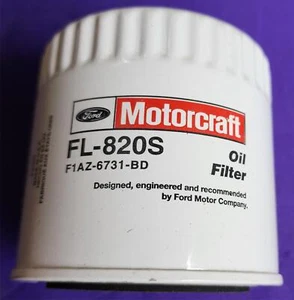 Ford Motorcraft
FL-820S
F1AZ-6731-BD
Oil
Filter
Designed, engineered and recommended
by Ford Motor Company.